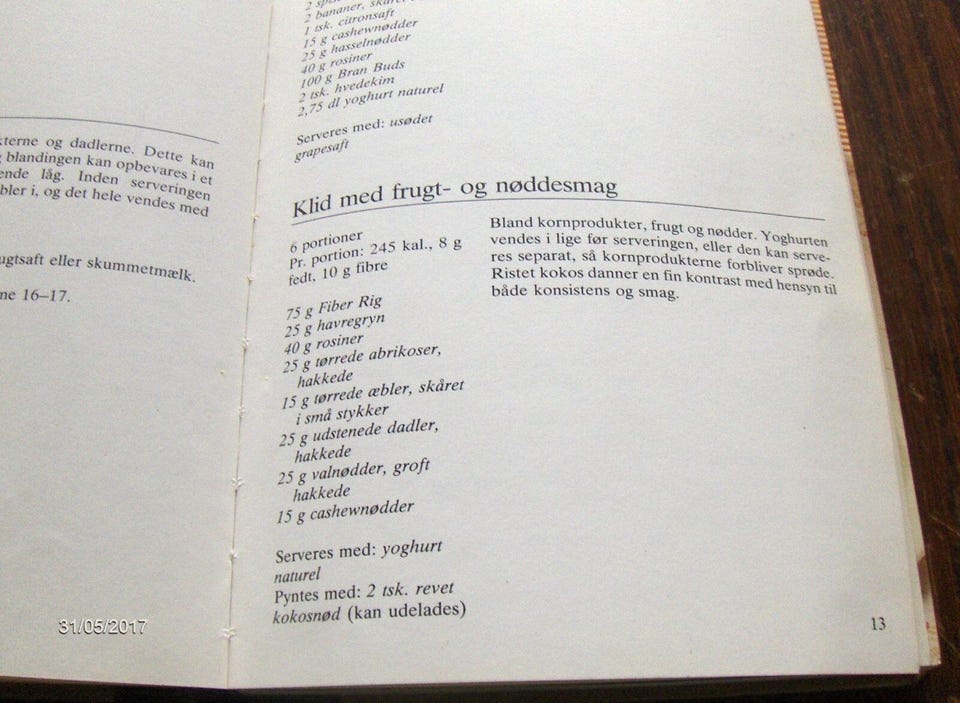 kterne og dadlerne. Dette kan
blandingen kan opbevares i et
ende låg. Inden serveringen
bler i, og det hele vendes med
ugtsaft eller skummetmælk.
ne 16–17.
2 bananer, skåret
1 tsk. citronsaft
15 g cashewnødder
25 g hasselnødder
40 g rosiner
100 g Bran Buds
2 tsk. hvedekim
2,75 dl yoghurt naturel
Serveres med: usødet
grapesaft
Klid med frugt- og nøddesmag
6 portioner
Pr. portion: 245 kal., 8 g
fedt, 10 g fibre
75 g Fiber Rig
25 g havregryn
40 g rosiner
25 g tørrede abrikoser,
hakkede
15 g tørrede æbler, skåret
i små stykker
25 g udstenede dadler,
hakkede
25 g valnødder, groft
hakkede
15 g cashewnødder
Serveres med: yoghurt
naturel
Pyntes med: 2 tsk. revet
kokosnød (kan udelades)
Bland kornprodukter, frugt og nødder. Yoghurten
vendes i lige før serveringen, eller den kan serve-
res separat, så kornprodukterne forbliver sprøde.
Ristet kokos danner en fin kontrast med hensyn til
både konsistens og smag.
13
31/05/2017